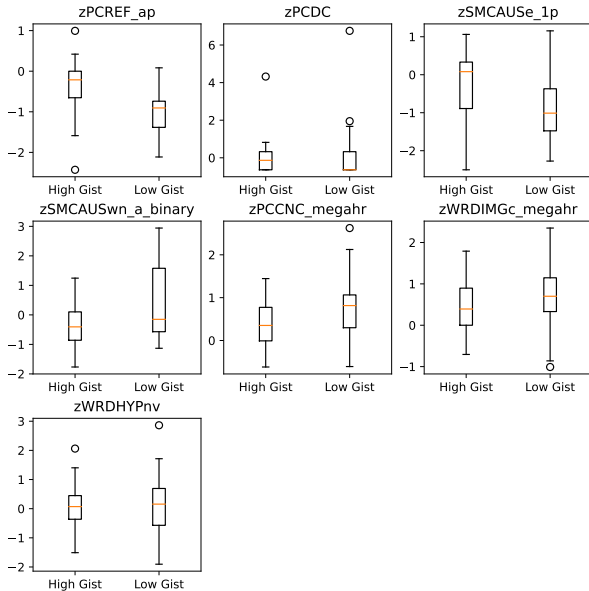 zPCREF_ap
zPCDC
zSMCAUSe_1p
1
0
−1
−2
High Gist
Low Gist
6
4
2
0
High Gist
Low Gist
1
0
−1
−2
High Gist
Low Gist
zSMCAUSwn_a_binary
zPCCNC_megahr
zWRDIMGc_megahr
3
2
1
0
−1
−2
High Gist
Low Gist
2
1
0
High Gist
Low Gist
2
1
0
−1
High Gist
Low Gist
zWRDHYPnv
3
2
1
0
−1
−2
High Gist
Low Gist